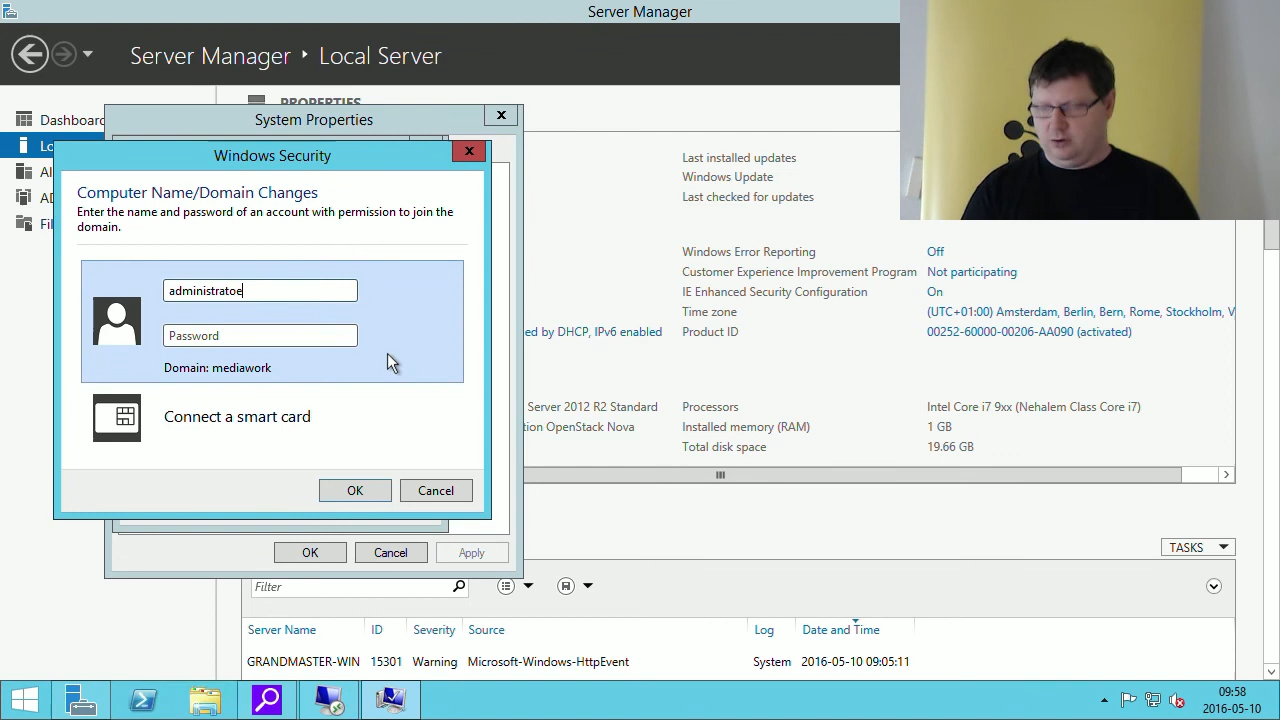 Server Manager
Server Manager ‣ Local Server
PROPERTIES
Dashboard
System Properties
Windows Security
Computer Name/Domain Changes
Enter the name and password of an account with permission to join the
domain.
administratoe
Password
Domain: mediawork
Connect a smart card
OK
Cancel
OK
Cancel
Apply
Last installed updates
Windows Update
Last checked for updates
Windows Error Reporting
Off
Customer Experience Improvement Program
Not participating
IE Enhanced Security Configuration
On
Time zone
(UTC+01:00) Amsterdam, Berlin, Bern, Rome, Stockholm, V
ed by DHCP, IPv6 enabled
Product ID
00252-60000-00206-AA090 (activated)
Server 2012 R2 Standard
Processors
Intel Core i7 9xx (Nehalem Class Core i7)
tion OpenStack Nova
Installed memory (RAM)
1 GB
Total disk space
19.66 GB
TASKS
Filter
Server Name
ID
Severity
Source
Log
Date and Time
GRANDMASTER-WIN
15301
Warning
Microsoft-Windows-HttpEvent
System
2016-05-10 09:05:11
09:58
2016-05-10